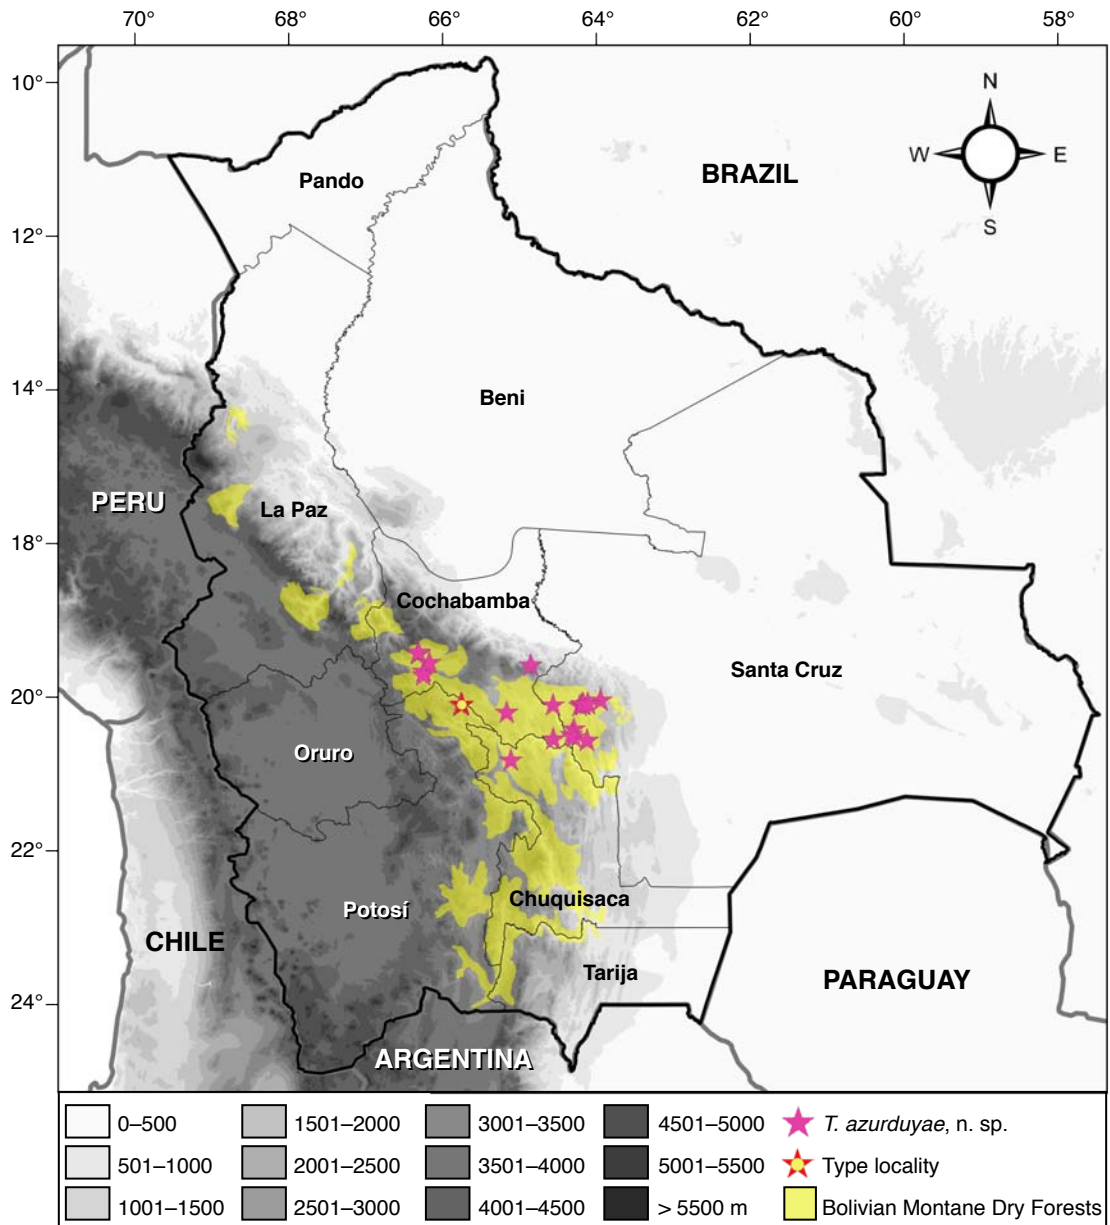 70° 68° 66° 64° 62° 60° 58°
10°
12°
14°
18°
20°
22°
24°
N
W E
S
BRAZIL
Pando
Beni
PERU
La Paz
Cochabamba
Santa Cruz
Oruro
Potosí
Chuquisaca
CHILE
Tarija
PARAGUAY
ARGENTINA
0–500 1501–2000 3001–3500 4501–5000 T. azurduyae, n. sp.
501–1000 2001–2500 3501–4000 5001–5500 Type locality
1001–1500 2501–3000 4001–4500 > 5500 m Bolivian Montane Dry Forests